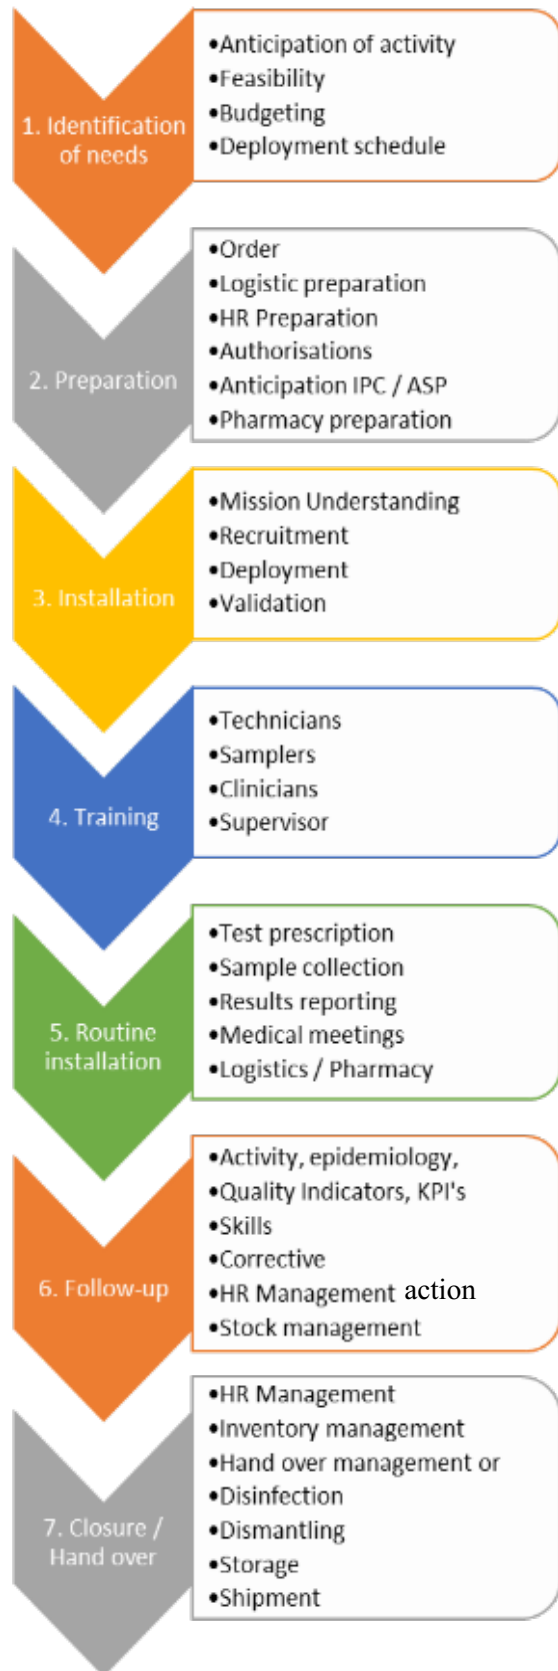 1. Identification
of needs
•Anticipation of activity
•Feasibility
•Budgeting
•Deployment schedule
2. Preparation
•Order
•Logistic preparation
•HR Preparation
•Authorisations
•Anticipation IPC / ASP
•Pharmacy preparation
3. Installation
•Mission Understanding
•Recruitment
•Deployment
•Validation
4. Training
•Technicians
•Samplers
•Clinicians
•Supervisor
5. Routine
installation
•Test prescription
•Sample collection
•Results reporting
•Medical meetings
•Logistics / Pharmacy
6. Follow-up
•Activity, epidemiology,
•Quality Indicators, KPI's
•Skills
•Corrective
•HR Management action
•Stock management
7. Closure /
Hand over
•HR Management
•Inventory management
•Hand over management or
•Disinfection
•Dismantling
•Storage
•Shipment